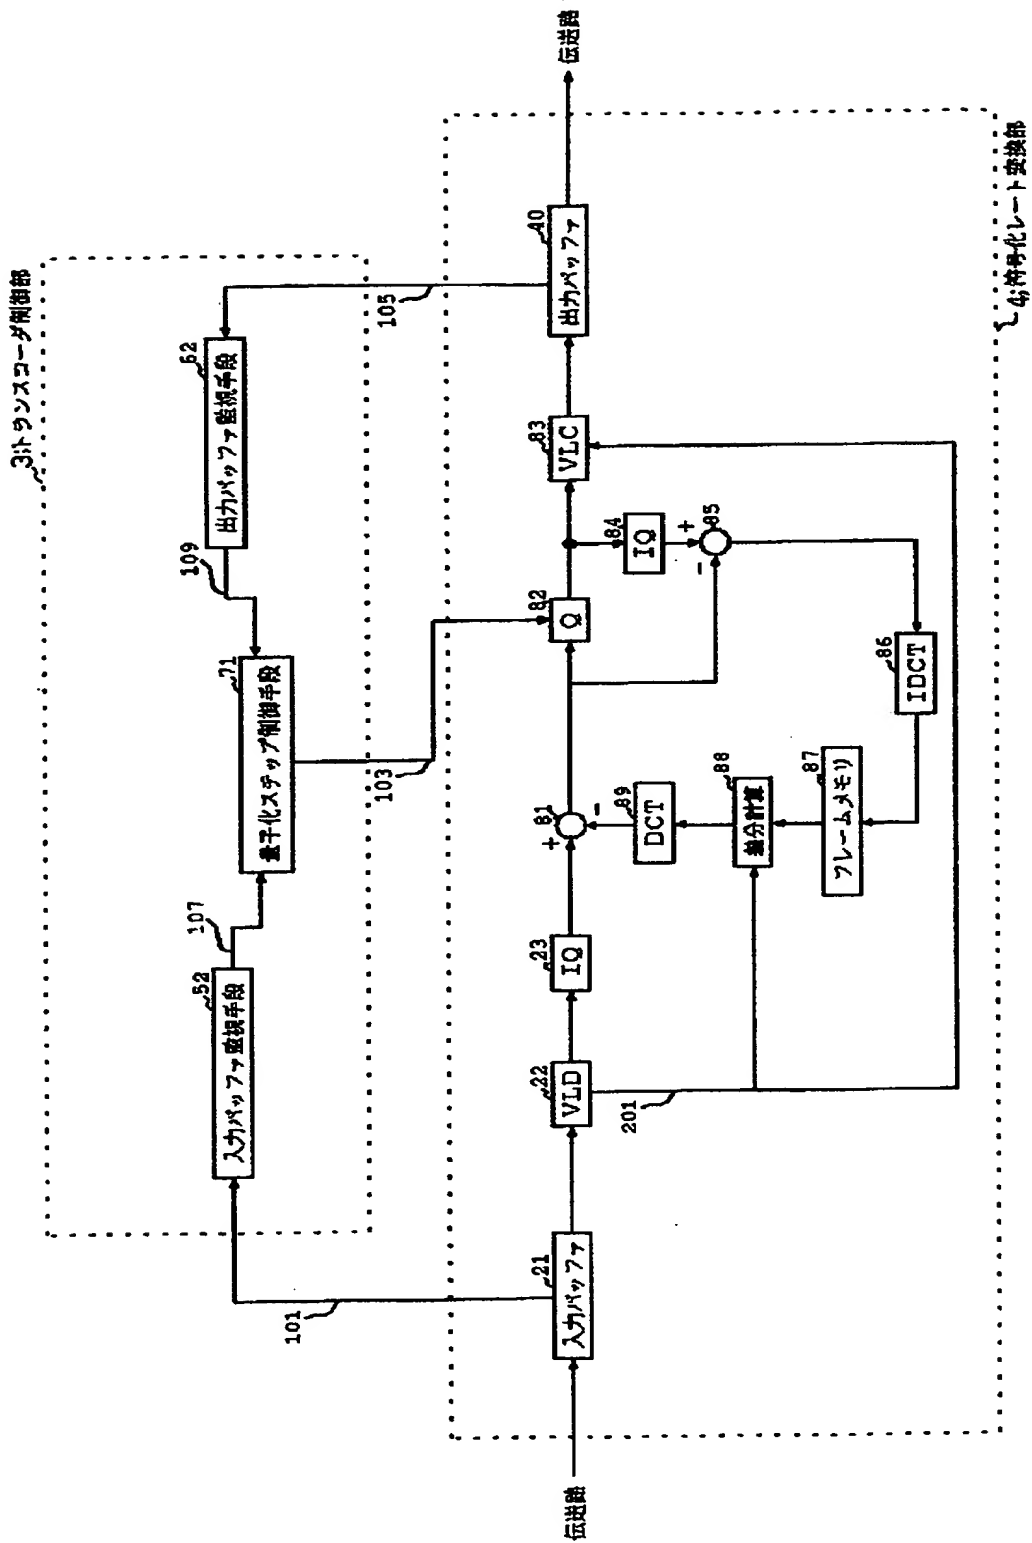 3;トランスコーダ制御部
入力バッファ監視手段
52
107
量子化ステップ制御手段
71
109
出力バッファ監視手段
62
101
103
105
伝送路
入力バッファ
21
VLD
22
IQ
23
+
81
-
Q
82
VLC
83
出力バッファ
40
伝送路
201
DCT
89
IQ
84
+
-
85
差分計算
88
フレームメモリ
87
IDCT
86
4;符号化レート変換部